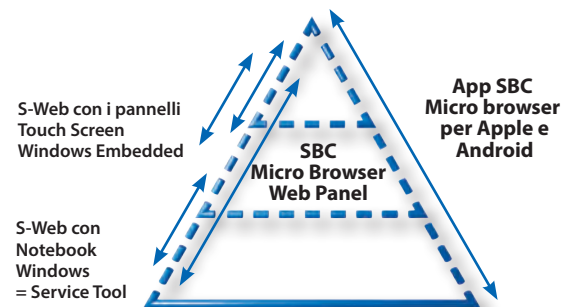 S-Web con i pannelli
Touch Screen
Windows Embedded
S-Web con
Notebook
Windows
= Service Tool
SBC
Micro Browser
Web Panel
App SBC
Micro browser
per Apple e
Android